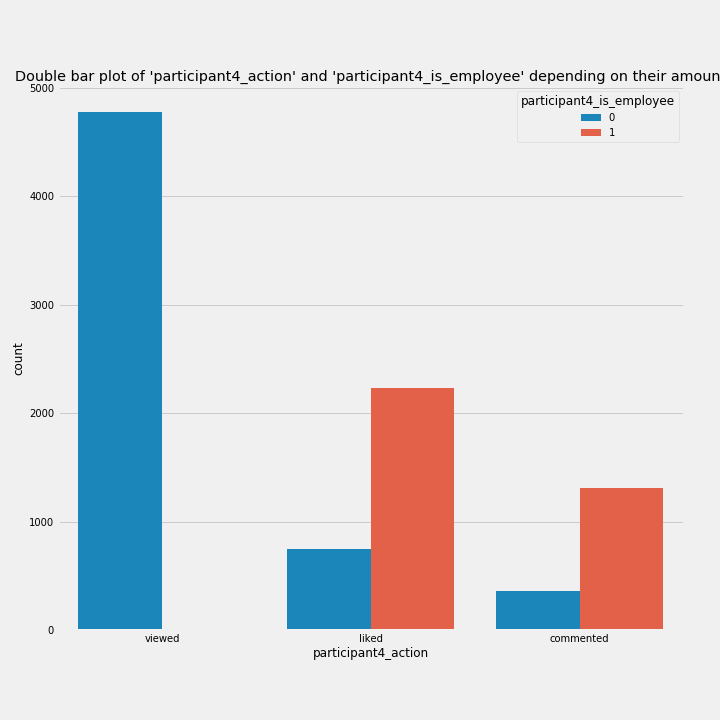 Double bar plot of 'participant4_action' and 'participant4_is_employee' depending on their amoun
5000
4000
3000
2000
1000
0
count
participant4_is_employee
0
1
viewed
liked
commented
participant4_action